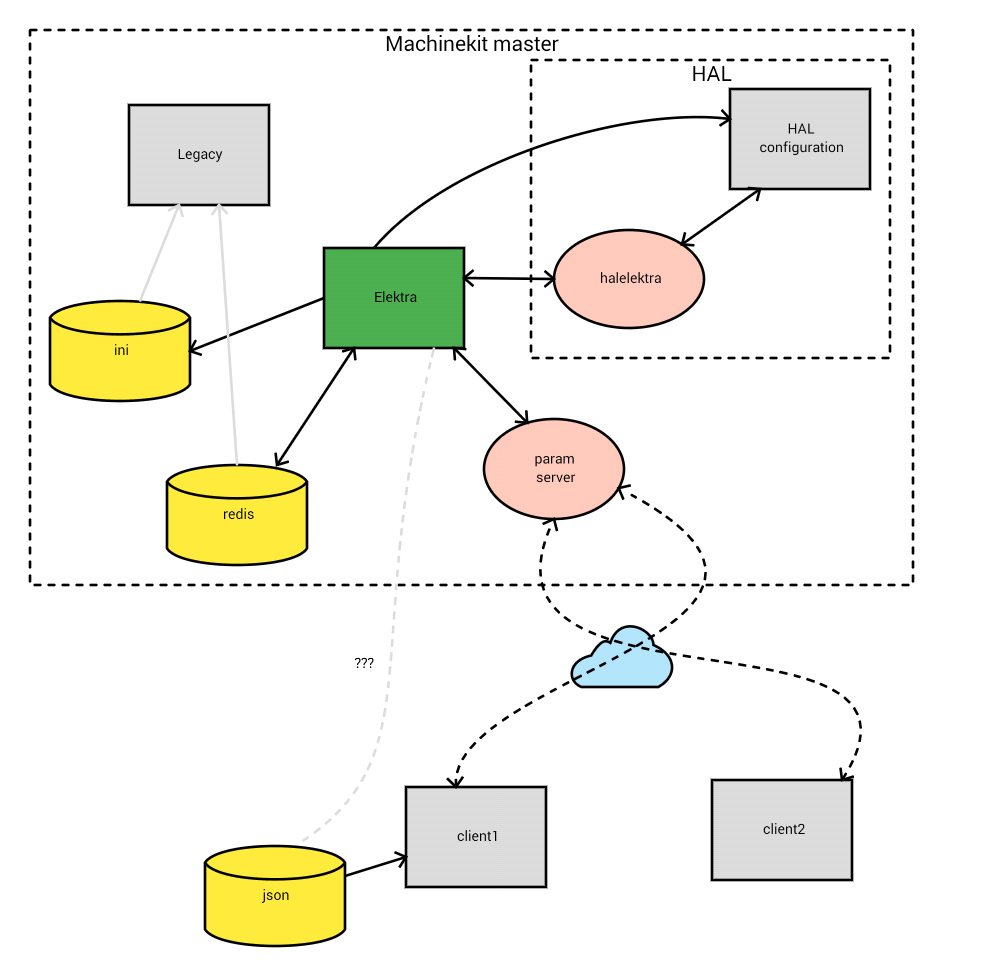 Machinekit master
HAL
HAL
configuration
Legacy
halelektra
Elektra
ini
param
server
redis
???
client1
client2
json